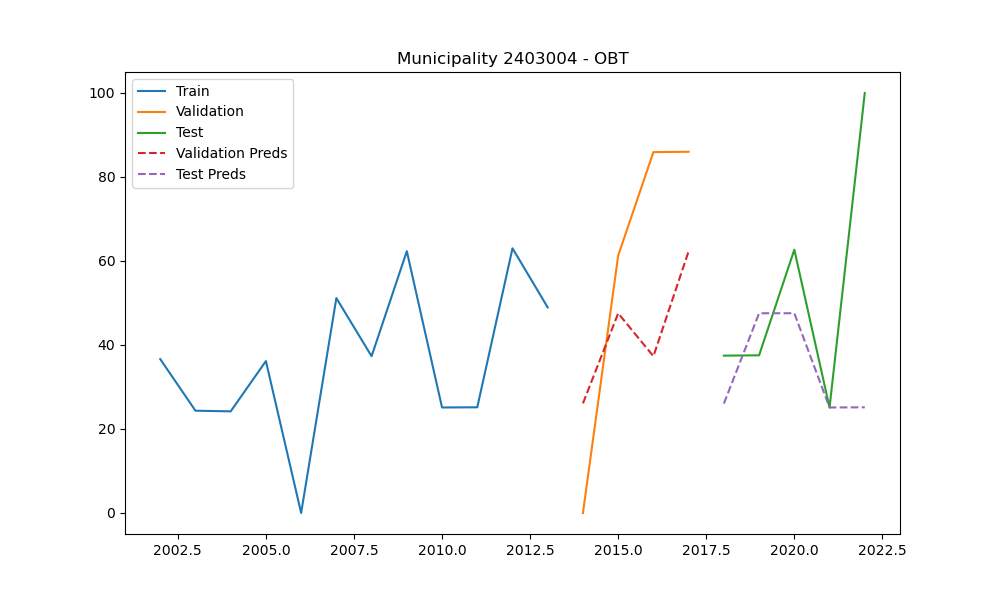 Municipality 2403004 - OBT
Train
Validation
Test
Validation Preds
Test Preds
100
80
60
40
20
0
2002.5 2005.0 2007.5 2010.0 2012.5 2015.0 2017.5 2020.0 2022.5